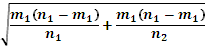 √(m₁(n₁ − m₁)/n₁ + m₁(n₁ − m₁)/n₂)